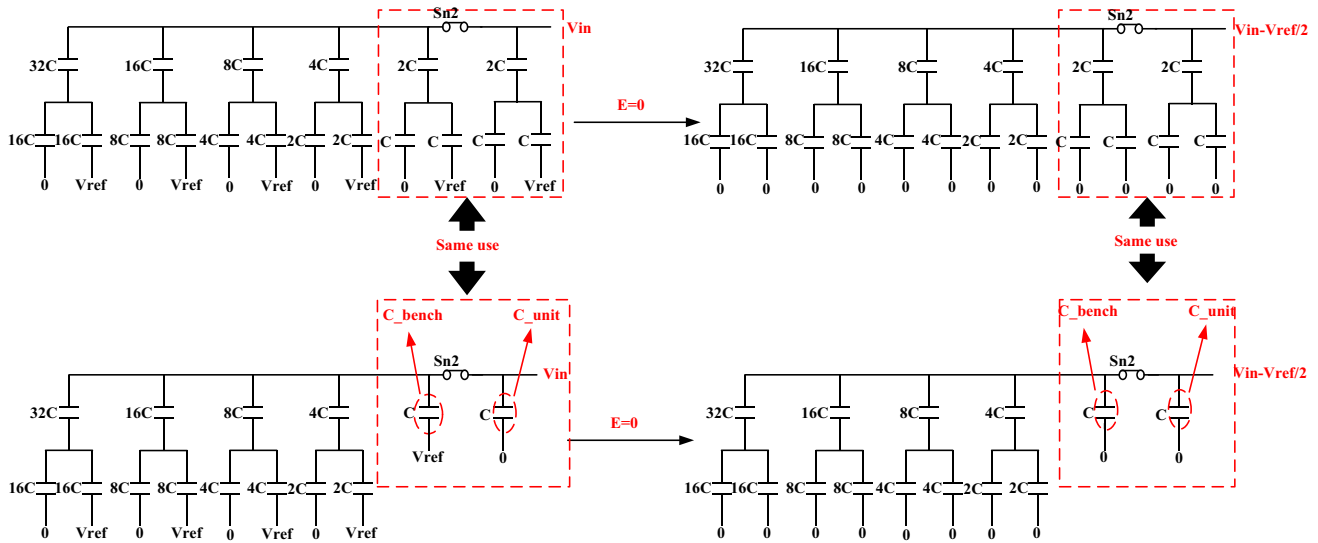 Sn2 Sn2
Vin Vin-Vref/2
32C 16C 8C 4C 2C 2C 32C 16C 8C 4C 2C 2C
E=0
16C 16C 8C 8C 4C 4C 2C 2C C C C C 16C 16C 8C 8C 4C 4C 2C 2C C C C C
0 Vref 0 Vref 0 Vref 0 Vref 0 Vref 0 Vref 0 0 0 0 0 0 0 0 0 0 0 0
Same use Same use
C_bench C_unit C_bench C_unit
Sn2 Sn2
Vin Vin-Vref/2
32C 16C 8C 4C C C 32C 16C 8C 4C C C
E=0
Vref 0 0 0
16C 16C 8C 8C 4C 4C 2C 2C 16C 16C 8C 8C 4C 4C 2C 2C
0 Vref 0 Vref 0 Vref 0 Vref 0 0 0 0 0 0 0 0